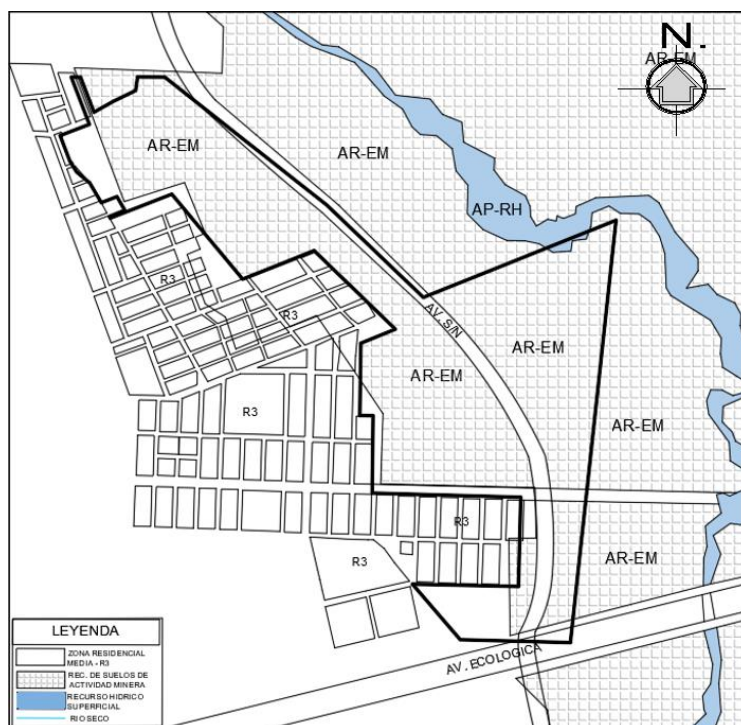 N.
AR-EM
AR-EM
AR-EM
AP-RH
R3
R3
AV. S/N
AR-EM
AR-EM
R3
AR-EM
R3
R3
AR-EM
AV. ECOLOGICA
LEYENDA
ZONA RESIDENCIAL
MEDIA - R3
REC. DE SUELOS DE
ACTIVIDAD MINERA
RECURSO HIDRICO
SUPERFICIAL
RIO SECO